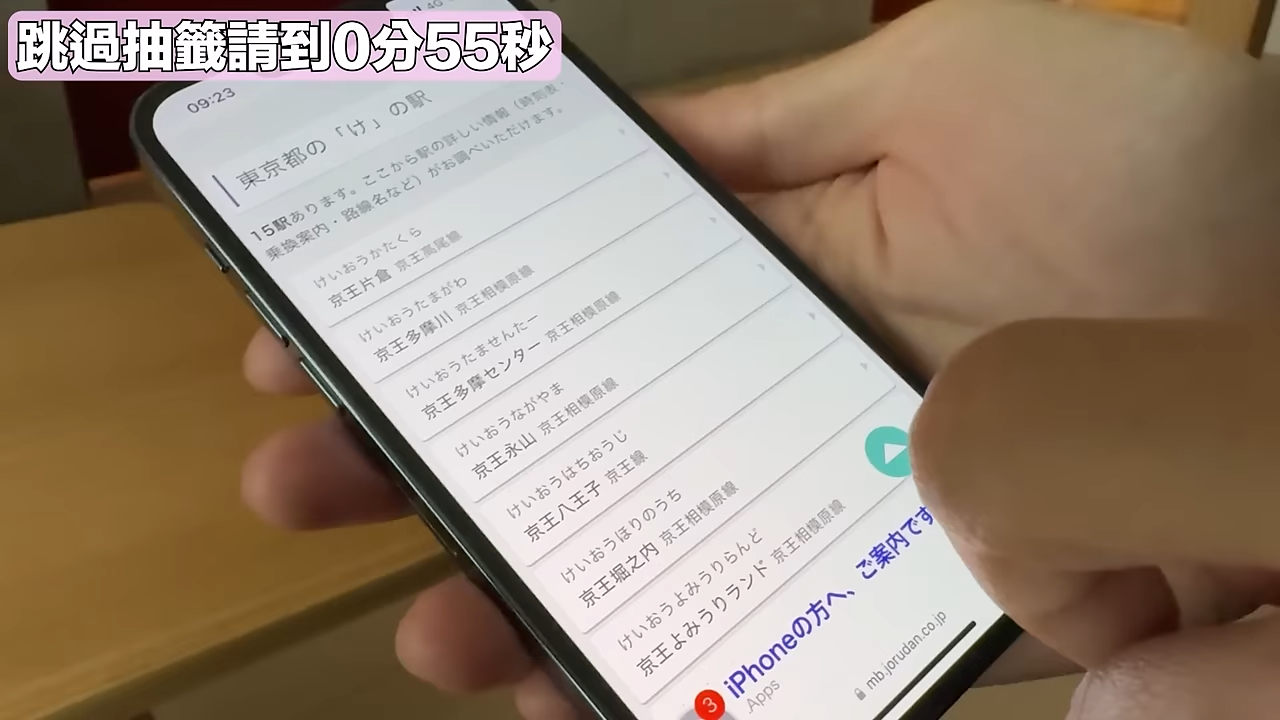 跳過抽籤請到0分55秒
09:23
4G
東京都の「け」の駅
15駅あります。ここから駅の詳しい情報（時刻表・
乗換案内・路線名など）がお調べいただけます。
けいおうかたくら
京王片倉 京王高尾線
けいおうたまがわ
京王多摩川 京王相模原線
けいおうたませんたー
京王多摩センター 京王相模原線
けいおうながやま
京王永山 京王相模原線
けいおうはちおうじ
京王八王子 京王線
けいおうほりのうち
京王堀之内 京王相模原線
けいおうよみうりらんど
京王よみうりランド 京王相模原線
iPhoneの方へ、ご案内です
3
Apps
mb.jorudan.co.jp